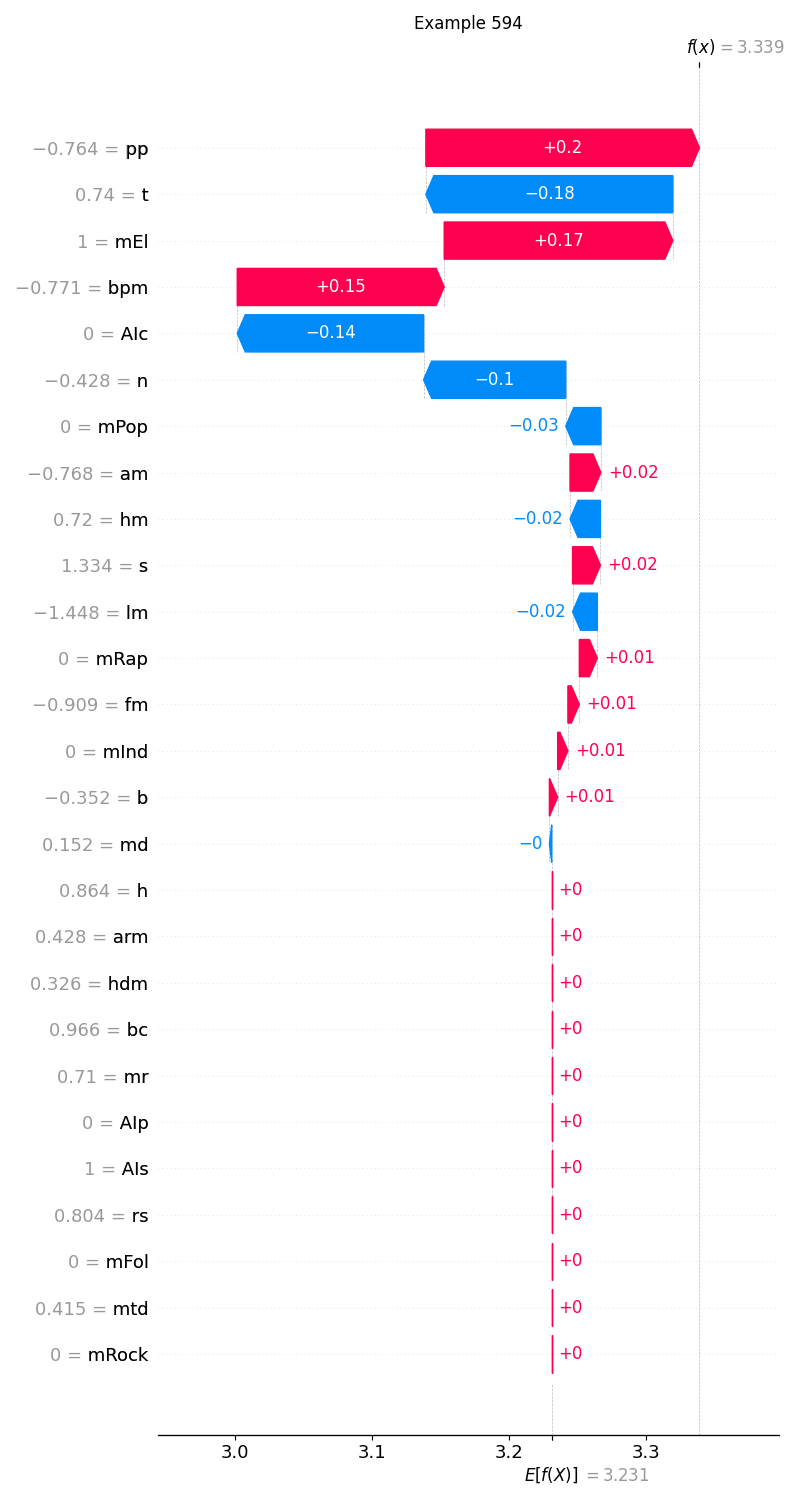 Example 594
f(x) = 3.339
−0.764 = pp +0.2
0.74 = t −0.18
1 = mEl +0.17
−0.771 = bpm +0.15
0 = AIc −0.14
−0.428 = n −0.1
0 = mPop −0.03
−0.768 = am +0.02
0.72 = hm −0.02
1.334 = s +0.02
−1.448 = lm −0.02
0 = mRap +0.01
−0.909 = fm +0.01
0 = mInd +0.01
−0.352 = b +0.01
0.152 = md −0
0.864 = h +0
0.428 = arm +0
0.326 = hdm +0
0.966 = bc +0
0.71 = mr +0
0 = AIp +0
1 = AIs +0
0.804 = rs +0
0 = mFol +0
0.415 = mtd +0
0 = mRock +0
3.0 3.1 3.2 3.3
E[f(X)] = 3.231